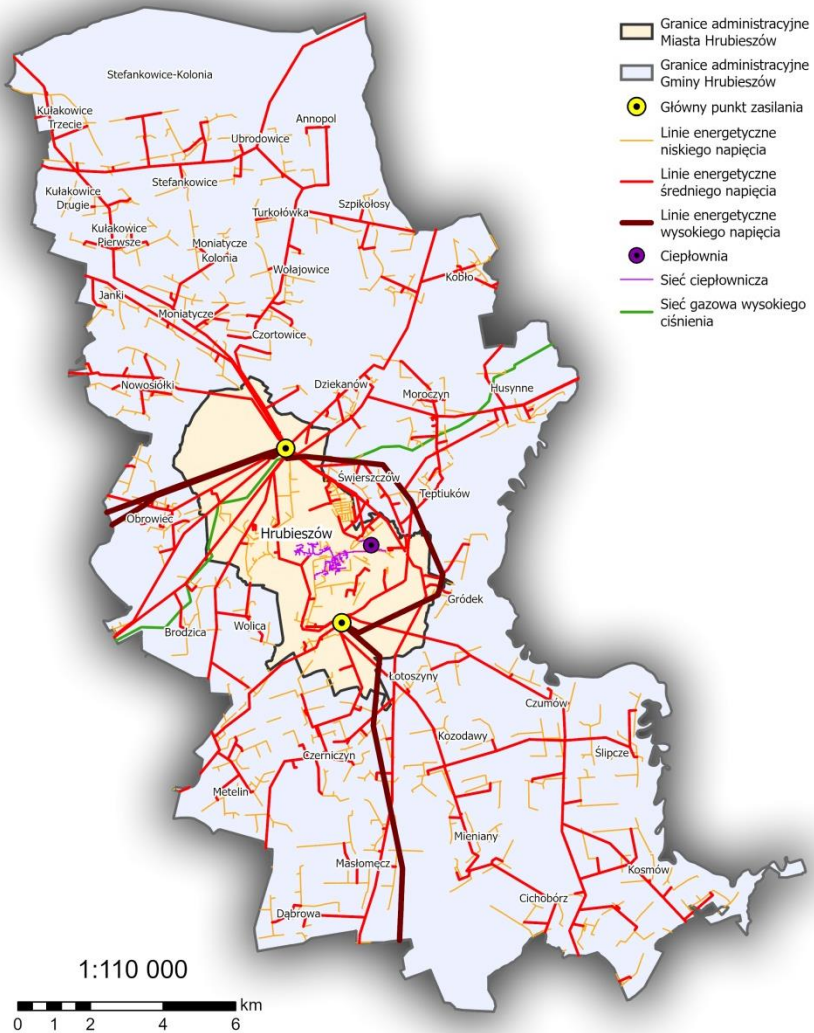 Granice administracyjne
Miasta Hrubieszów
Granice administracyjne
Gminy Hrubieszów
Główny punkt zasilania
Linie energetyczne
niskiego napięcia
Linie energetyczne
średniego napięcia
Linie energetyczne
wysokiego napięcia
Ciepłownia
Sieć ciepłownicza
Sieć gazowa wysokiego
ciśnienia
Stefankowice-Kolonia
Kułakowice
Trzecie
Annopol
Ubrodowice
Stefankowice
Kułakowice
Drugie
Szpikołosy
Turkołówka
Kułakowice
Pierwsze
Moniatycze
Kolonia
Wołajowice
Kobło
Janki
Moniatycze
Czortowice
Nowosiółki
Dziekanów
Moroczyn
Husynne
Świerszczów
Teptiuków
Obrowiec
Hrubieszów
Gródek
Brodzica
Wolica
Łotoszyny
Czumów
Kozodawy
Ślipcze
Czerniczyn
Metelin
Mieniany
Masłomęcz
Kosmów
Cichobórz
Dąbrowa
1:110 000
km
0 1 2 4 6